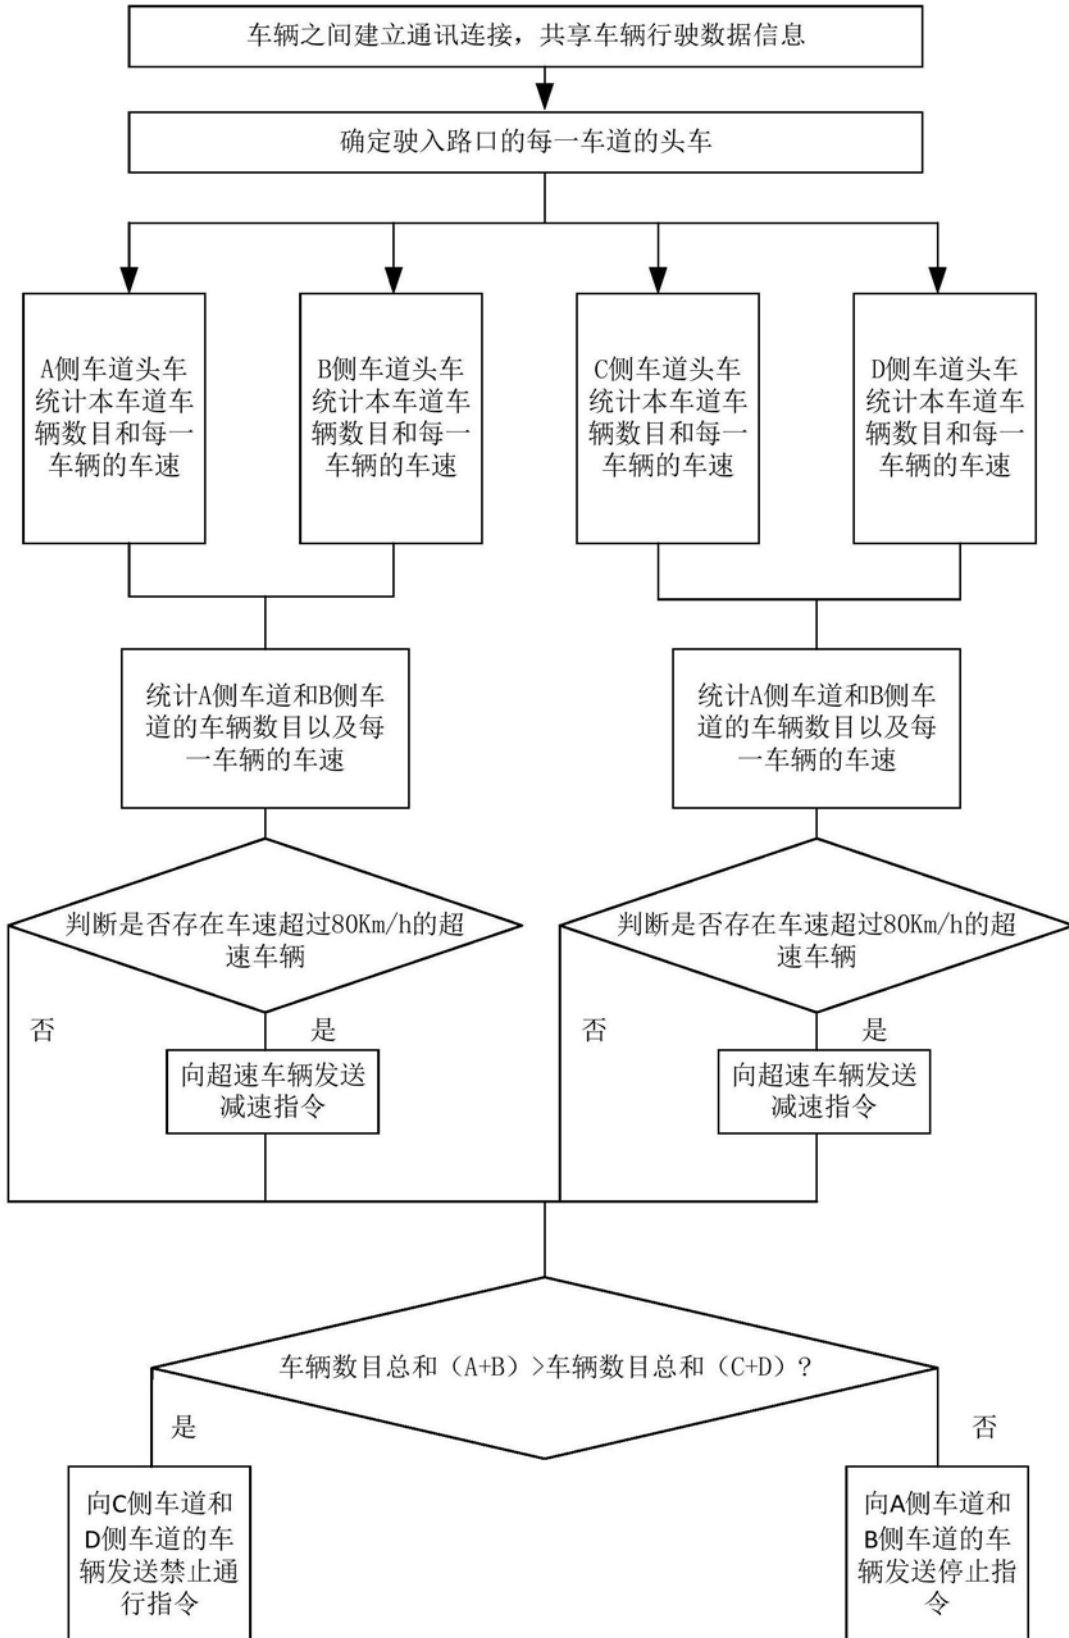 车辆之间建立通讯连接，共享车辆行驶数据信息
确定驶入路口的每一车道的头车
A侧车道头车
统计本车道车
辆数目和每一
车辆的车速
B侧车道头车
统计本车道车
辆数目和每一
车辆的车速
C侧车道头车
统计本车道车
辆数目和每一
车辆的车速
D侧车道头车
统计本车道车
辆数目和每一
车辆的车速
统计A侧车道和B侧车
道的车辆数目以及每
一车辆的车速
统计A侧车道和B侧车
道的车辆数目以及每
一车辆的车速
判断是否存在车速超过80Km/h的超
速车辆
判断是否存在车速超过80Km/h的超
速车辆
否
是
否
是
向超速车辆发送
减速指令
向超速车辆发送
减速指令
车辆数目总和（A+B）>车辆数目总和（C+D）?
是
否
向C侧车道和
D侧车道的车
辆发送禁止通
行指令
向A侧车道和
B侧车道的车
辆发送停止指
令